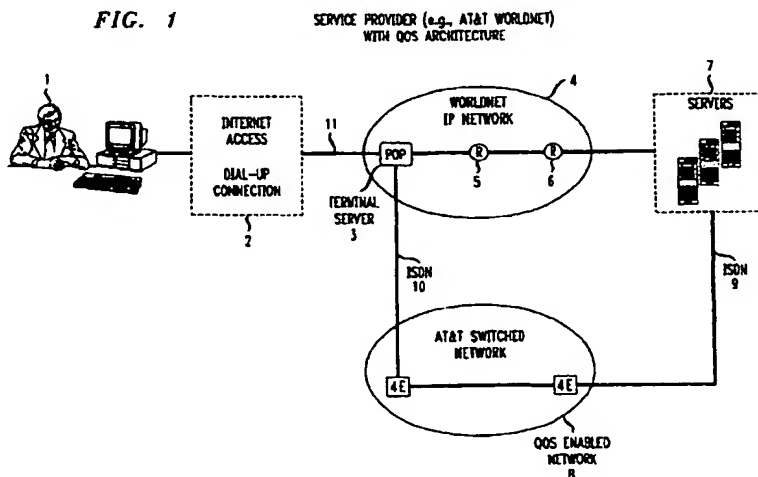 FIG. 1
SERVICE PROVIDER (e.g., AT&T WORLDNET)
WITH QOS ARCHITECTURE
1
INTERNET
ACCESS
DIAL-UP
CONNECTION
2
11
4
WORLDNET
IP NETWORK
POP
R
R
5
6
TERMINAL
SERVER
3
7
SERVERS
ISDN
10
ISDN
9
AT&T SWITCHED
NETWORK
4E
4E
QOS ENABLED
NETWORK
8